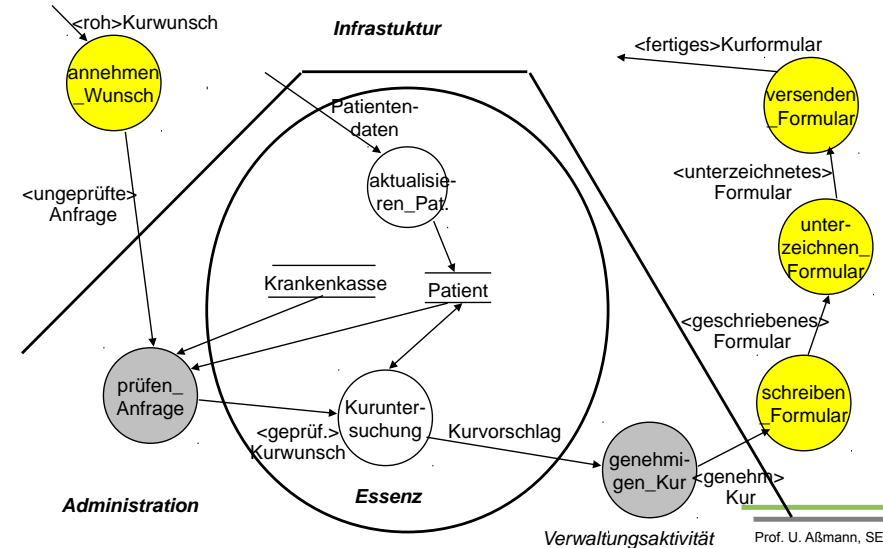 <roh>Kurwunsch
Infrastuktur
<fertiges>Kurformular
annehmen
_Wunsch
versenden
_Formular
Patienten-
daten
<unterzeichnetes>
Formular
aktualisie-
ren_Pat.
<ungeprüfte>
Anfrage
unter-
zeichnen_
Formular
Krankenkasse
Patient
<geschriebenes>
Formular
prüfen_
Anfrage
Kurunter-
suchung
schreiben
_Formular
<geprüf.>
Kurwunsch
Kurvorschlag
genehmi-
gen_Kur
<genehm>
Kur
Administration
Essenz
Verwaltungsaktivität
Prof. U. Aßmann, SE